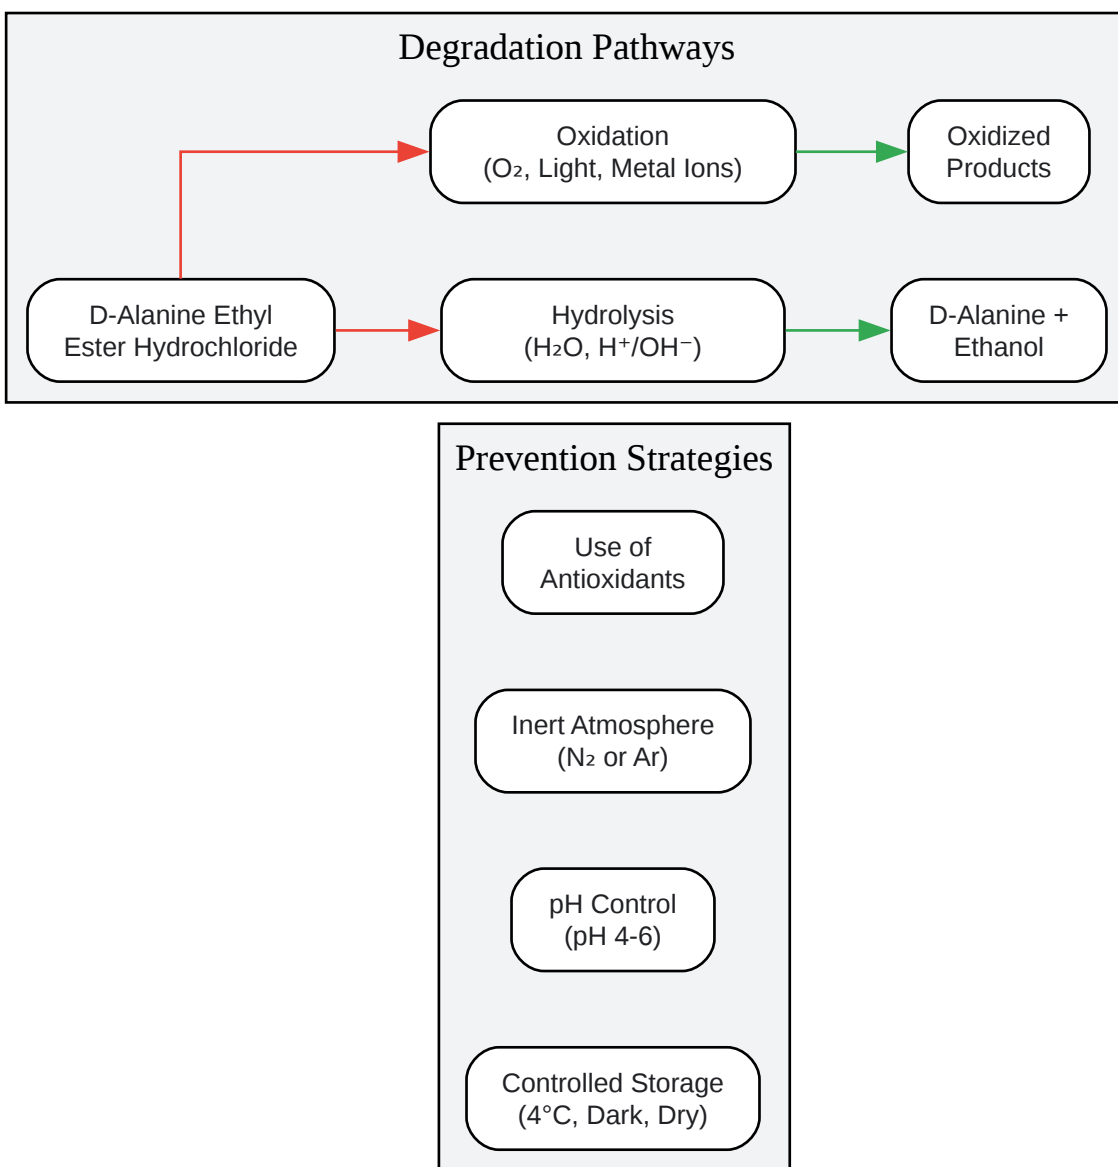 Degradation Pathways
Oxidation
(O₂, Light, Metal Ions)
Oxidized
Products
D-Alanine Ethyl
Ester Hydrochloride
Hydrolysis
(H₂O, H⁺/OH⁻)
D-Alanine +
Ethanol
Prevention Strategies
Use of
Antioxidants
Inert Atmosphere
(N₂ or Ar)
pH Control
(pH 4-6)
Controlled Storage
(4°C, Dark, Dry)